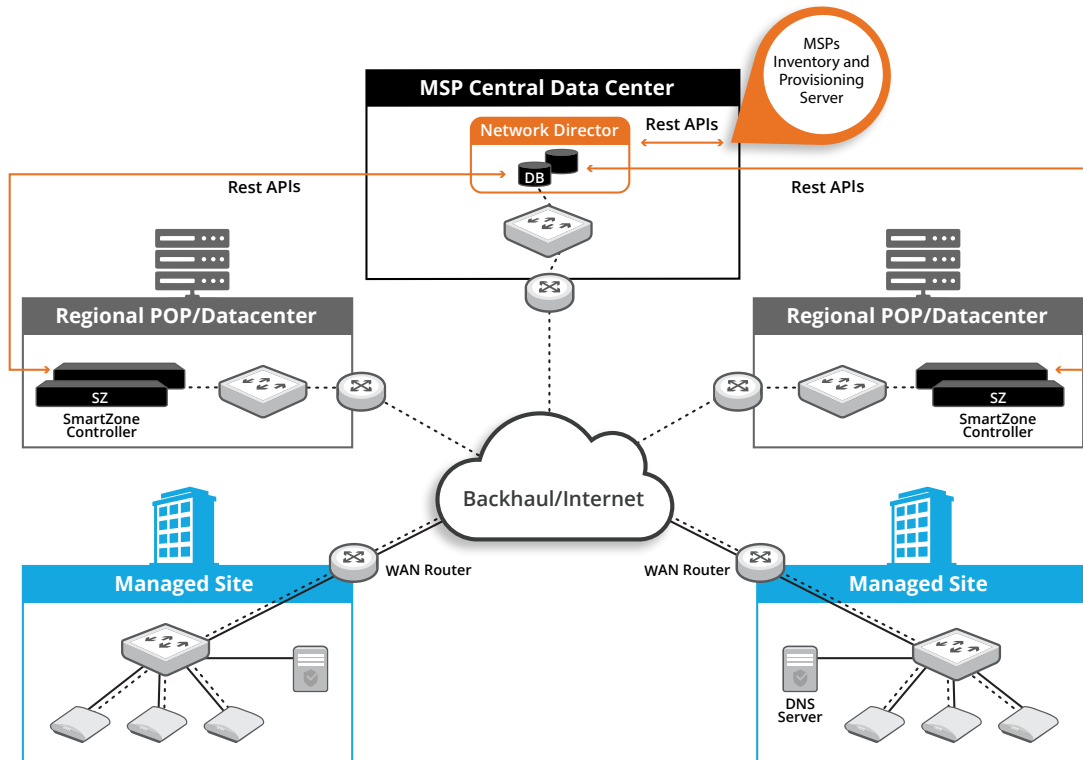 MSPs
Inventory and
Provisioning
Server
MSP Central Data Center
Network Director
Rest APIs
DB
Rest APIs
Rest APIs
Regional POP/Datacenter
Regional POP/Datacenter
SZ
SmartZone
Controller
SZ
SmartZone
Controller
Backhaul/Internet
WAN Router
WAN Router
Managed Site
Managed Site
DNS
Server